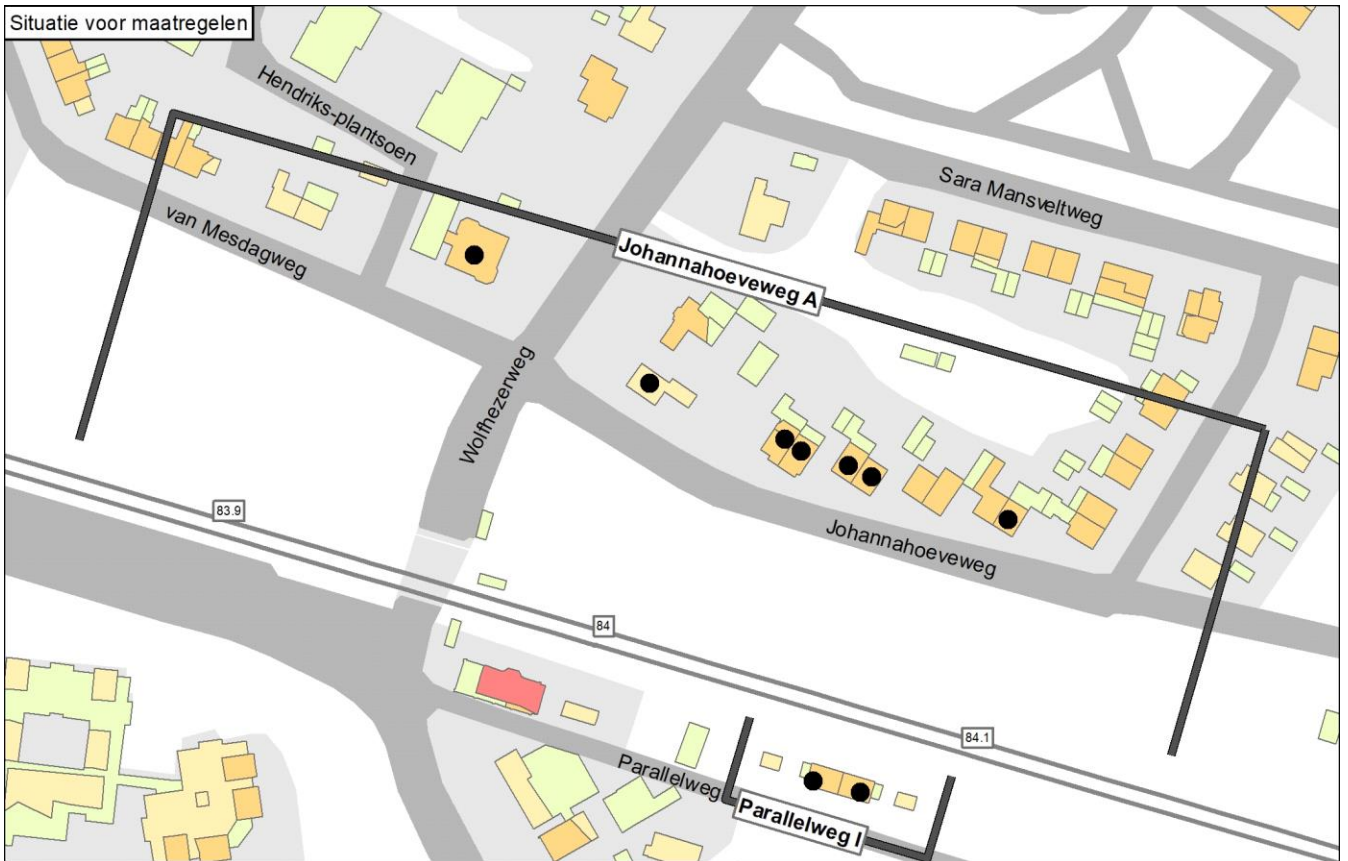 Situatie voor maatregelen
Hendriks-plantsoen
Sara Mansveltweg
van Mesdagweg
Johannahoeveweg A
Wolfhezerweg
83.9
Johannahoeveweg
84
84.1
Parallelweg
Parallelweg I